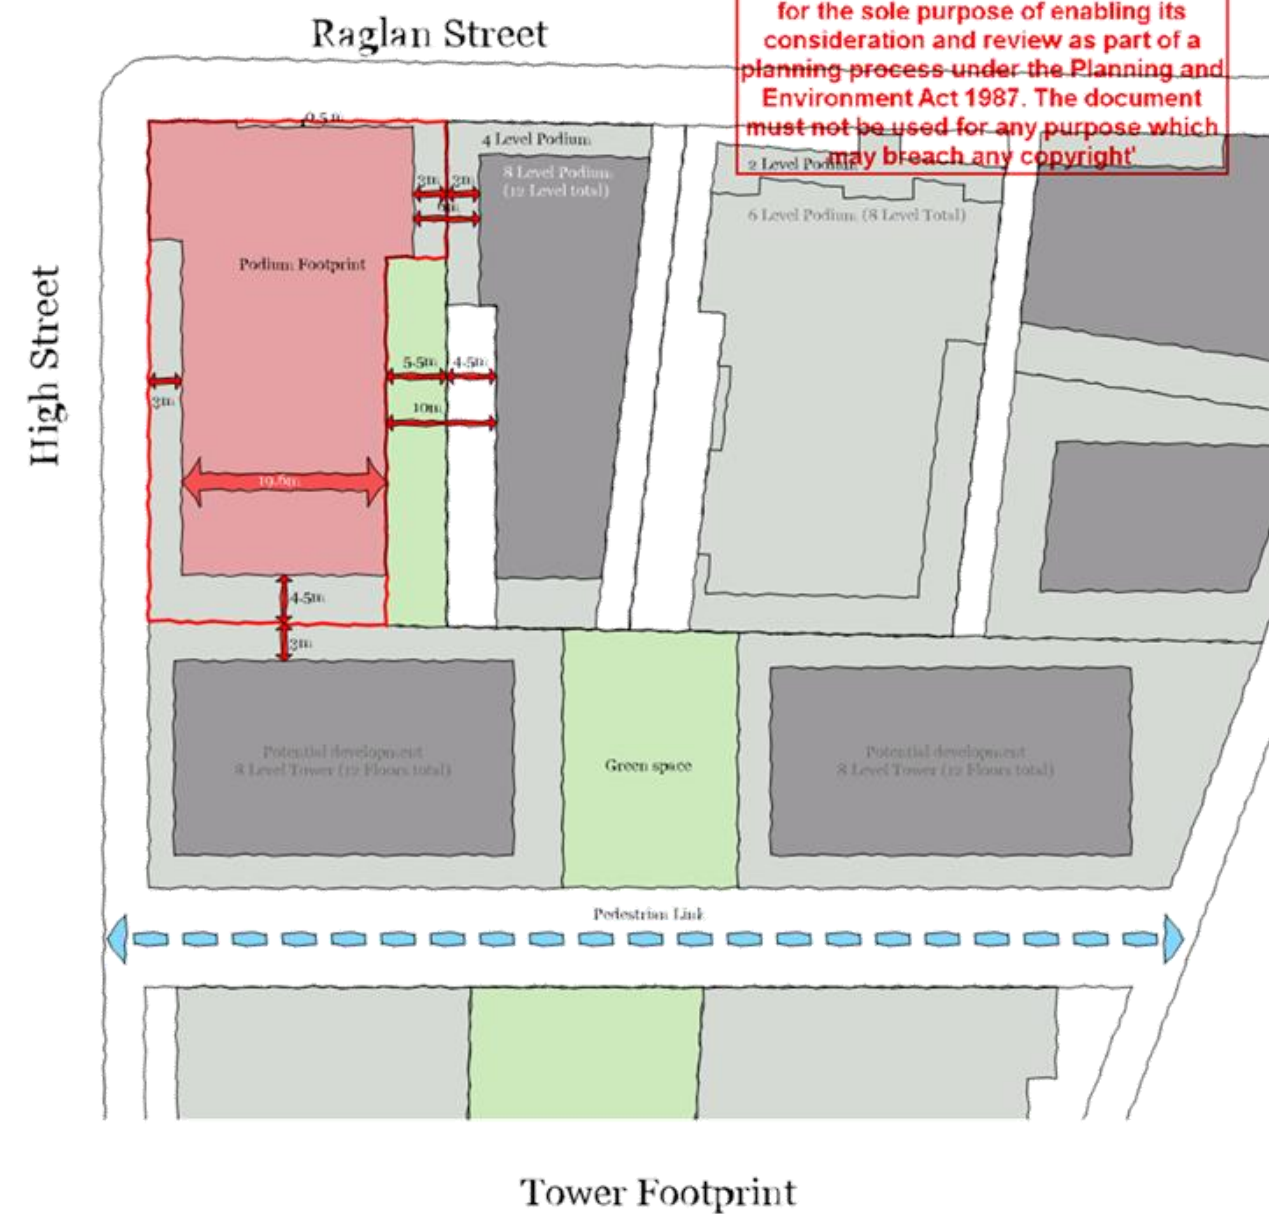 Raglan Street
for the sole purpose of enabling its
consideration and review as part of a
planning process under the Planning and
Environment Act 1987. The document
must not be used for any purpose which
may breach any copyright'
0.5m
4 Level Podium
8 Level Podium
(12 Level total)
2 Level Podium
3m 3m
6m
6 Level Podium (8 Level Total)
Podium Footprint
High Street
5.5m 4.5m
3m
10m
19.6m
4.5m
3m
Potential development
8 Level Tower (12 Floors total)
Green space
Potential development
8 Level Tower (12 Floors total)
Pedestrian Link
Tower Footprint